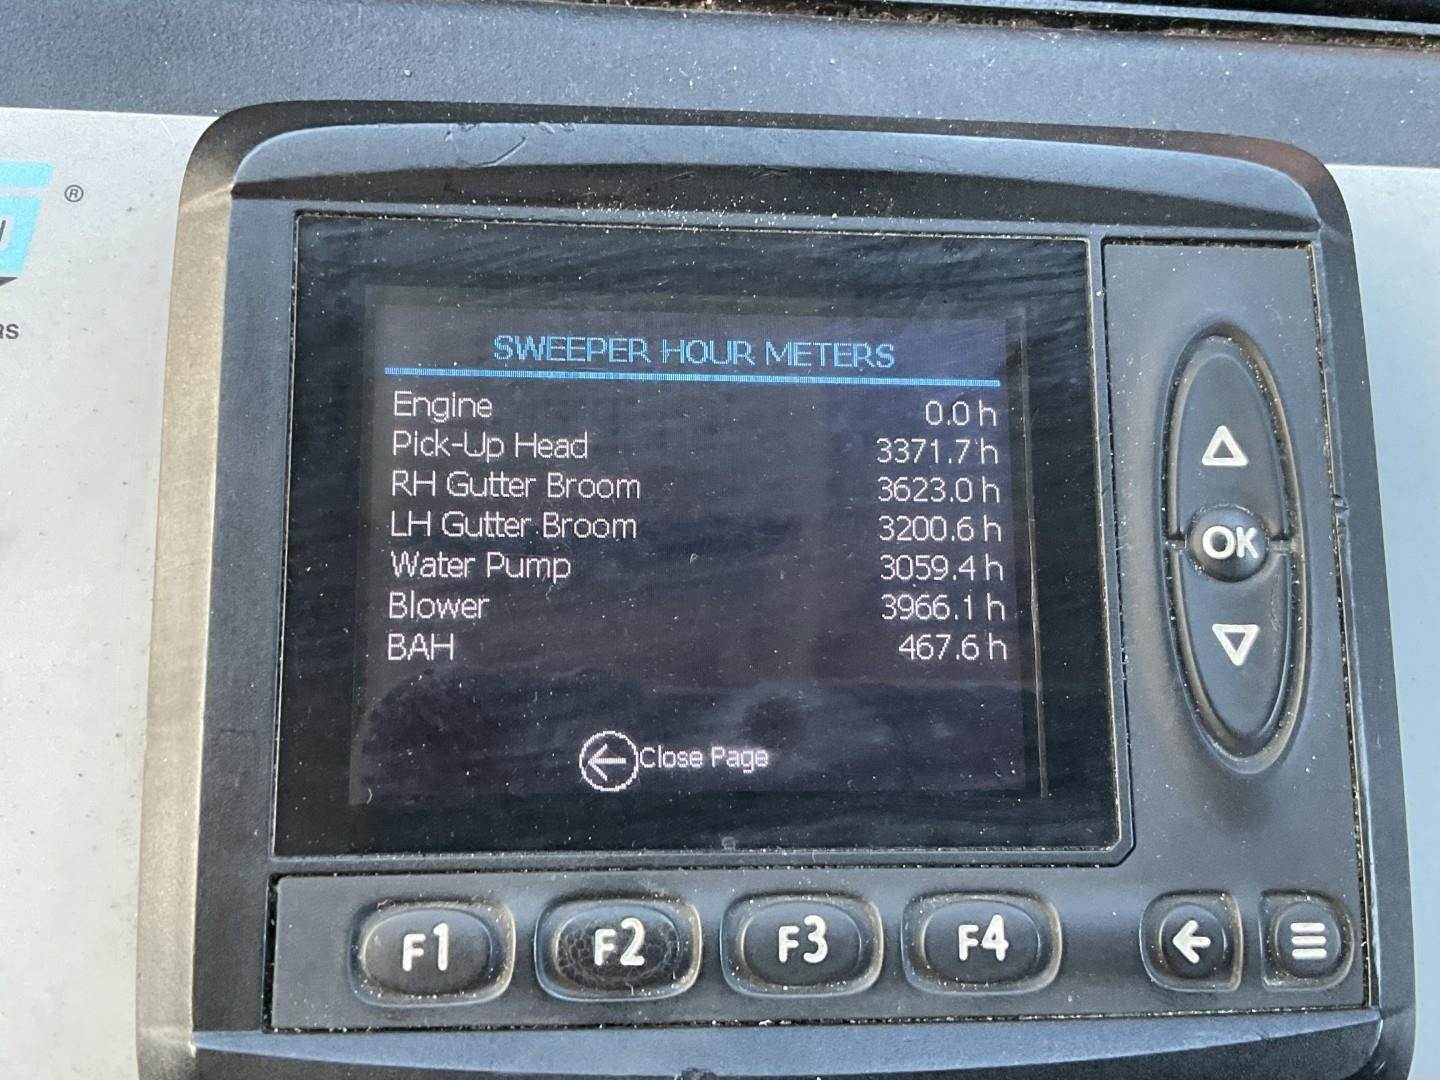 ®
RS
SWEEPER HOUR METERS
Engine 0.0 h
Pick-Up Head 3371.7 h
RH Gutter Broom 3623.0 h
LH Gutter Broom 3200.6 h
Water Pump 3059.4 h
Blower 3966.1 h
BAH 467.6 h
Close Page
OK
F1 F2 F3 F4